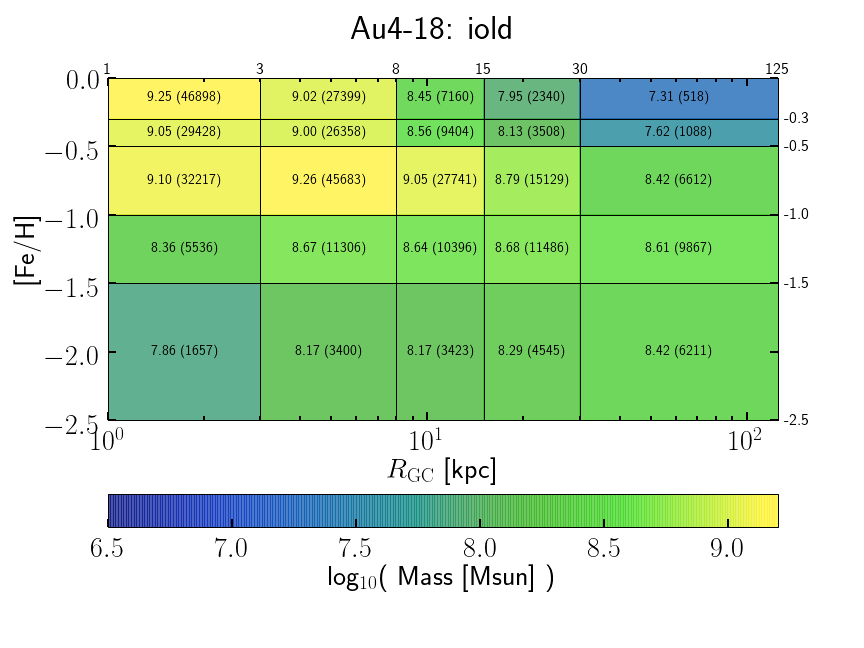 Au4-18: iold
1 3 8 15 30 125
0.0 9.25 (46898) 9.02 (27399) 8.45 (7160) 7.95 (2340) 7.31 (518)
-0.3
9.05 (29428) 9.00 (26358) 8.56 (9404) 8.13 (3508) 7.62 (1088)
−0.5 -0.5
9.10 (32217) 9.26 (45683) 9.05 (27741) 8.79 (15129) 8.42 (6612)
−1.0 -1.0
[Fe/H]
8.36 (5536) 8.67 (11306) 8.64 (10396) 8.68 (11486) 8.61 (9867)
−1.5 -1.5
−2.0 7.86 (1657) 8.17 (3400) 8.17 (3423) 8.29 (4545) 8.42 (6211)
−2.5 -2.5
10⁰ 10¹ 10²
R_GC [kpc]
6.5 7.0 7.5 8.0 8.5 9.0
log₁₀( Mass [Msun] )